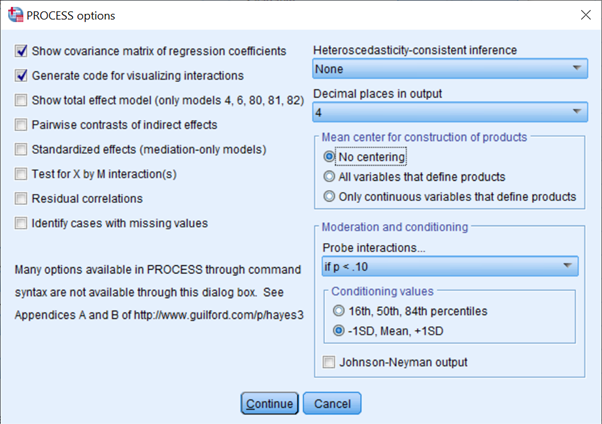 PROCESS options
Show covariance matrix of regression coefficients
Generate code for visualizing interactions
Show total effect model (only models 4, 6, 80, 81, 82)
Pairwise contrasts of indirect effects
Standardized effects (mediation-only models)
Test for X by M interaction(s)
Residual correlations
Identify cases with missing values
Many options available in PROCESS through command
syntax are not available through this dialog box. See
Appendices A and B of http://www.guilford.com/p/hayes3
Heteroscedasticity-consistent inference
None
Decimal places in output
4
Mean center for construction of products
No centering
All variables that define products
Only continuous variables that define products
Moderation and conditioning
Probe interactions...
if p < .10
Conditioning values
16th, 50th, 84th percentiles
-1SD, Mean, +1SD
Johnson-Neyman output
Continue
Cancel